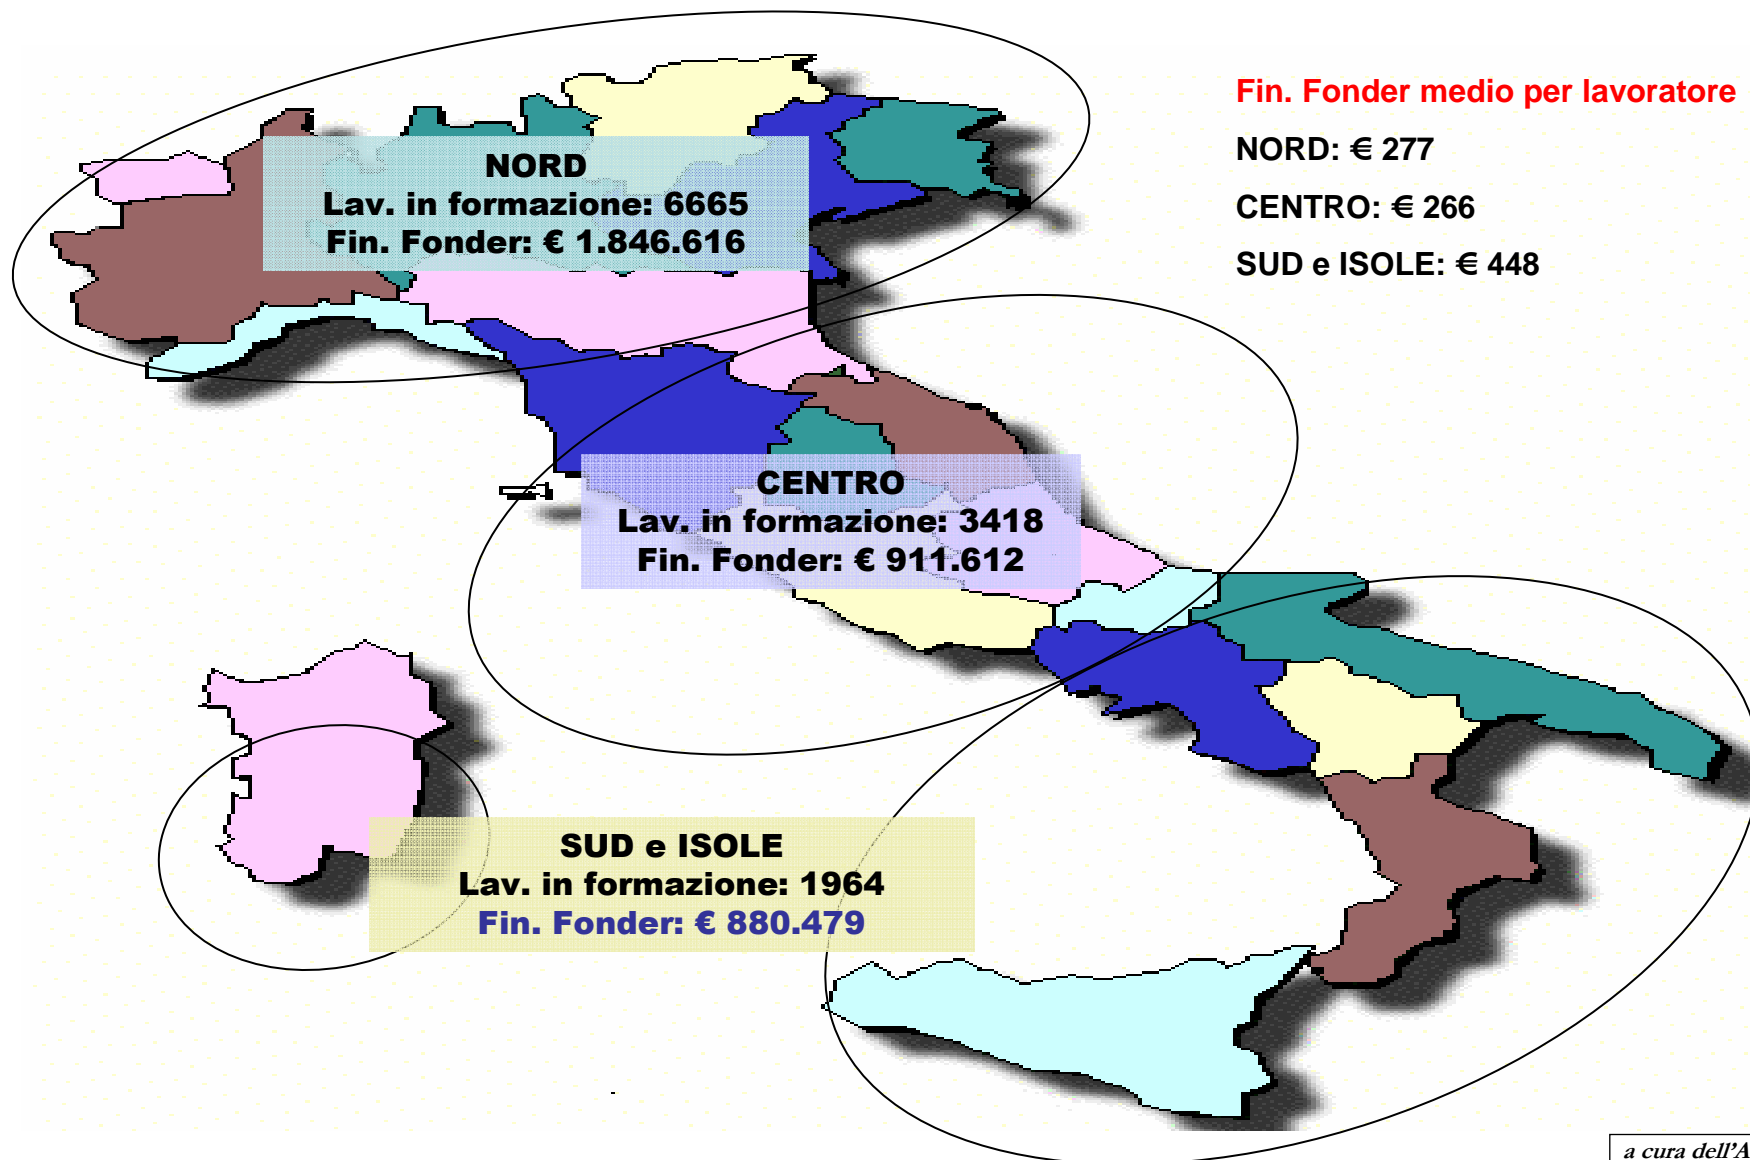 Fin. Fonder medio per lavoratore
NORD: € 277
CENTRO: € 266
SUD e ISOLE: € 448
NORD
Lav. in formazione: 6665
Fin. Fonder: € 1.846.616
CENTRO
Lav. in formazione: 3418
Fin. Fonder: € 911.612
SUD e ISOLE
Lav. in formazione: 1964
Fin. Fonder: € 880.479
a cura dell'A